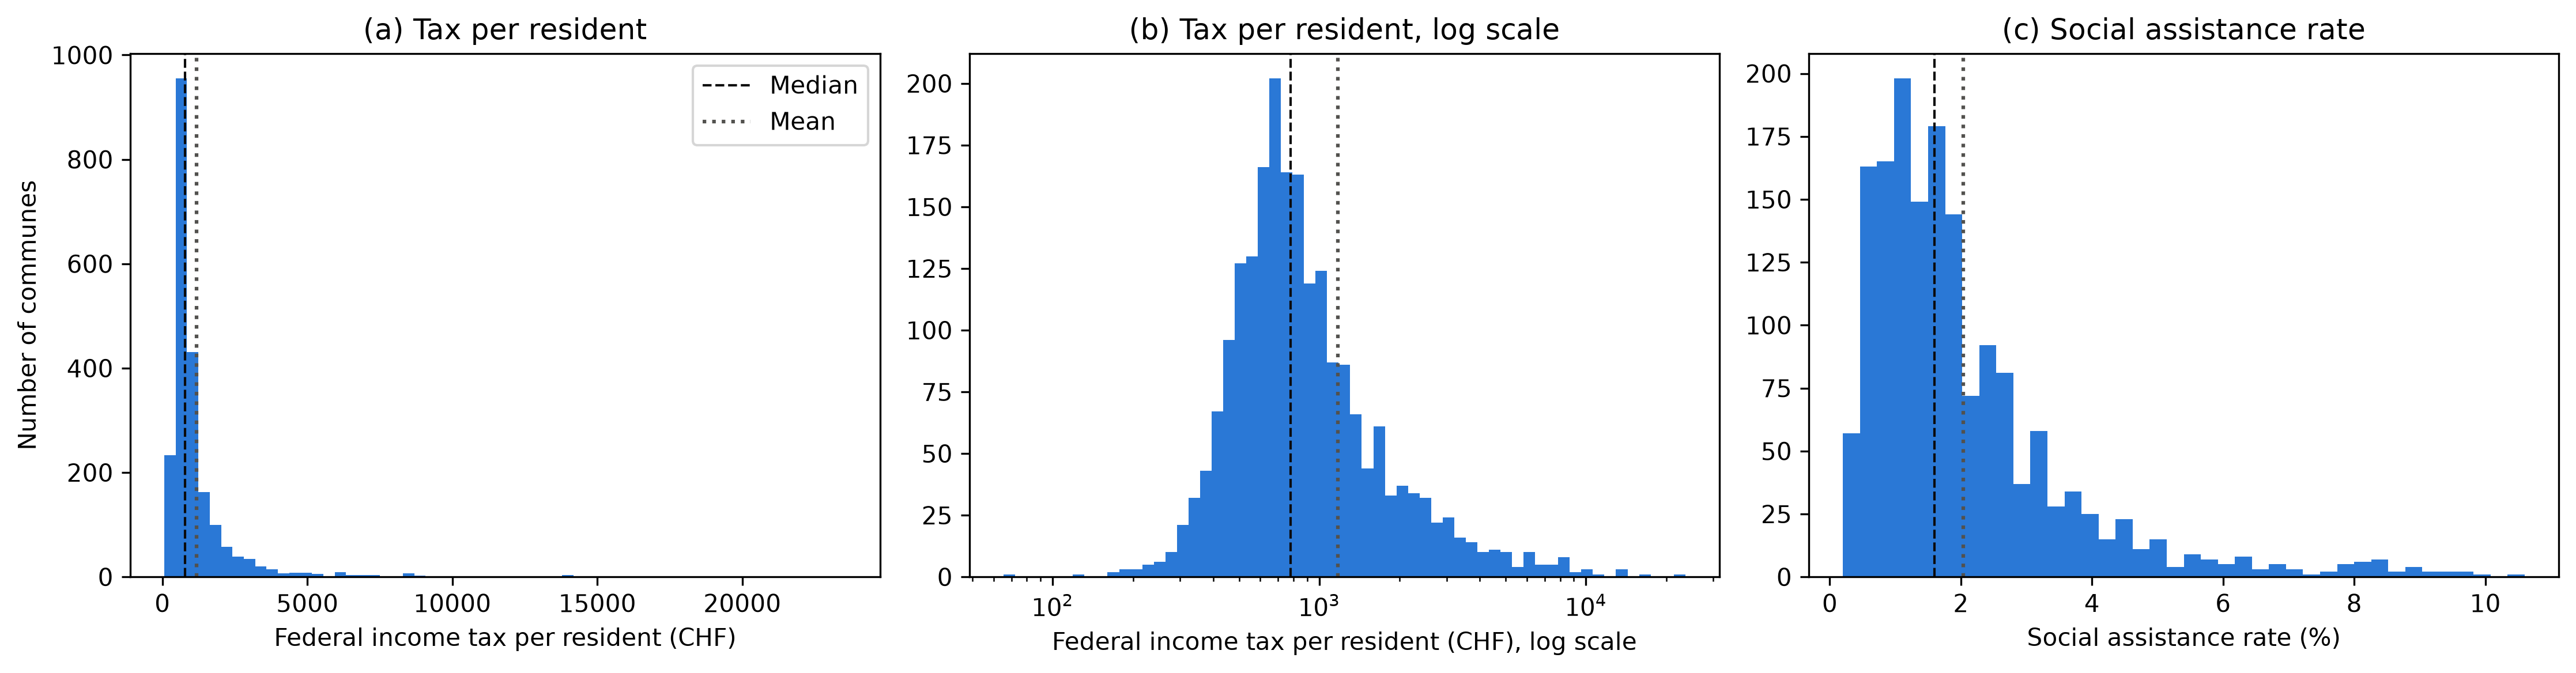 (a) Tax per resident
1000
800
600
400
200
0
Number of communes
0 5000 10000 15000 20000
Federal income tax per resident (CHF)
Median
Mean
(b) Tax per resident, log scale
200
175
150
125
100
75
50
25
0
10² 10³ 10⁴
Federal income tax per resident (CHF), log scale
(c) Social assistance rate
200
175
150
125
100
75
50
25
0
0 2 4 6 8 10
Social assistance rate (%)